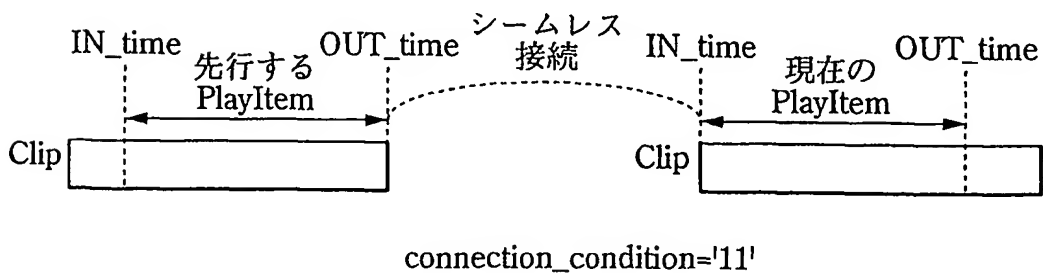 IN_time
先行する
PlayItem
OUT_time
シームレス
接続
IN_time
現在の
PlayItem
OUT_time
Clip
Clip
connection_condition='11'